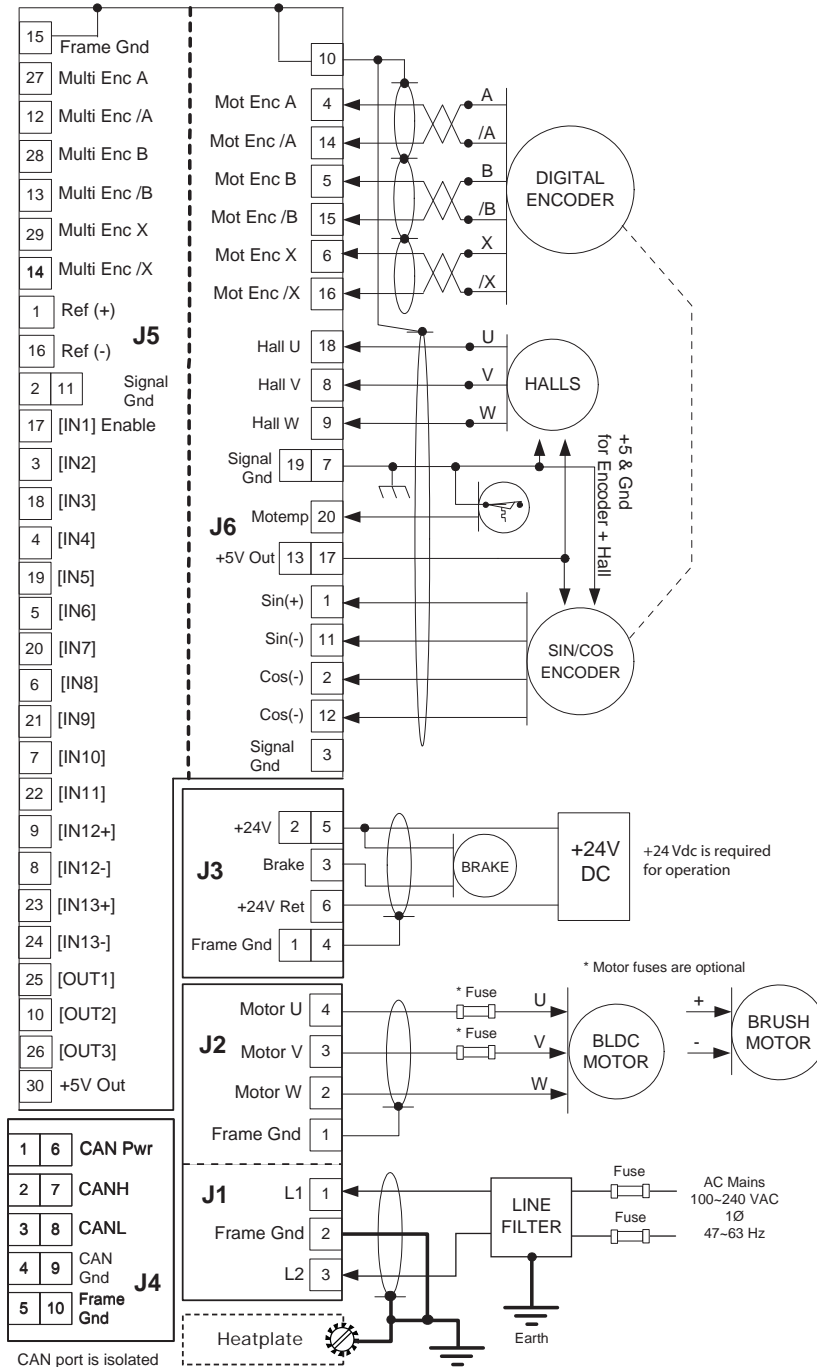 15 Frame Gnd
27 Multi Enc A
12 Multi Enc /A
28 Multi Enc B
13 Multi Enc /B
29 Multi Enc X
14 Multi Enc /X
1 Ref (+)
J5
16 Ref (-)
2 11 Signal
Gnd
17 [IN1] Enable
3 [IN2]
18 [IN3]
4 [IN4]
19 [IN5]
5 [IN6]
20 [IN7]
6 [IN8]
21 [IN9]
7 [IN10]
22 [IN11]
9 [IN12+]
8 [IN12-]
23 [IN13+]
24 [IN13-]
25 [OUT1]
10 [OUT2]
26 [OUT3]
30 +5V Out
10
Mot Enc A 4 A
Mot Enc /A 14 /A
Mot Enc B 5 B
Mot Enc /B 15 /B
Mot Enc X 6 X
Mot Enc /X 16 /X
DIGITAL
ENCODER
Hall U 18 U
Hall V 8 V
Hall W 9 W
HALLS
Signal
Gnd 19 7
J6
Motemp 20
+5V Out 13 17
+5 & Gnd
for Encoder + Hall
Sin(+) 1
Sin(-) 11
Cos(-) 2
Cos(-) 12
Signal
Gnd 3
SIN/COS
ENCODER
J3
+24V 2 5
Brake 3
+24V Ret 6
Frame Gnd 1 4
BRAKE
+24V
DC
+24 Vdc is required
for operation
* Motor fuses are optional
J2
Motor U 4 * Fuse U
Motor V 3 * Fuse V
Motor W 2 W
Frame Gnd 1
BLDC
MOTOR
+
-
BRUSH
MOTOR
J1
L1 1
Frame Gnd 2
L2 3
LINE
FILTER
Fuse
Fuse
AC Mains
100~240 VAC
1Ø
47~63 Hz
Earth
Heatplate
1 6 CAN Pwr
2 7 CANH
3 8 CANL
4 9 CAN
Gnd
J4
5 10 Frame
Gnd
CAN port is isolated